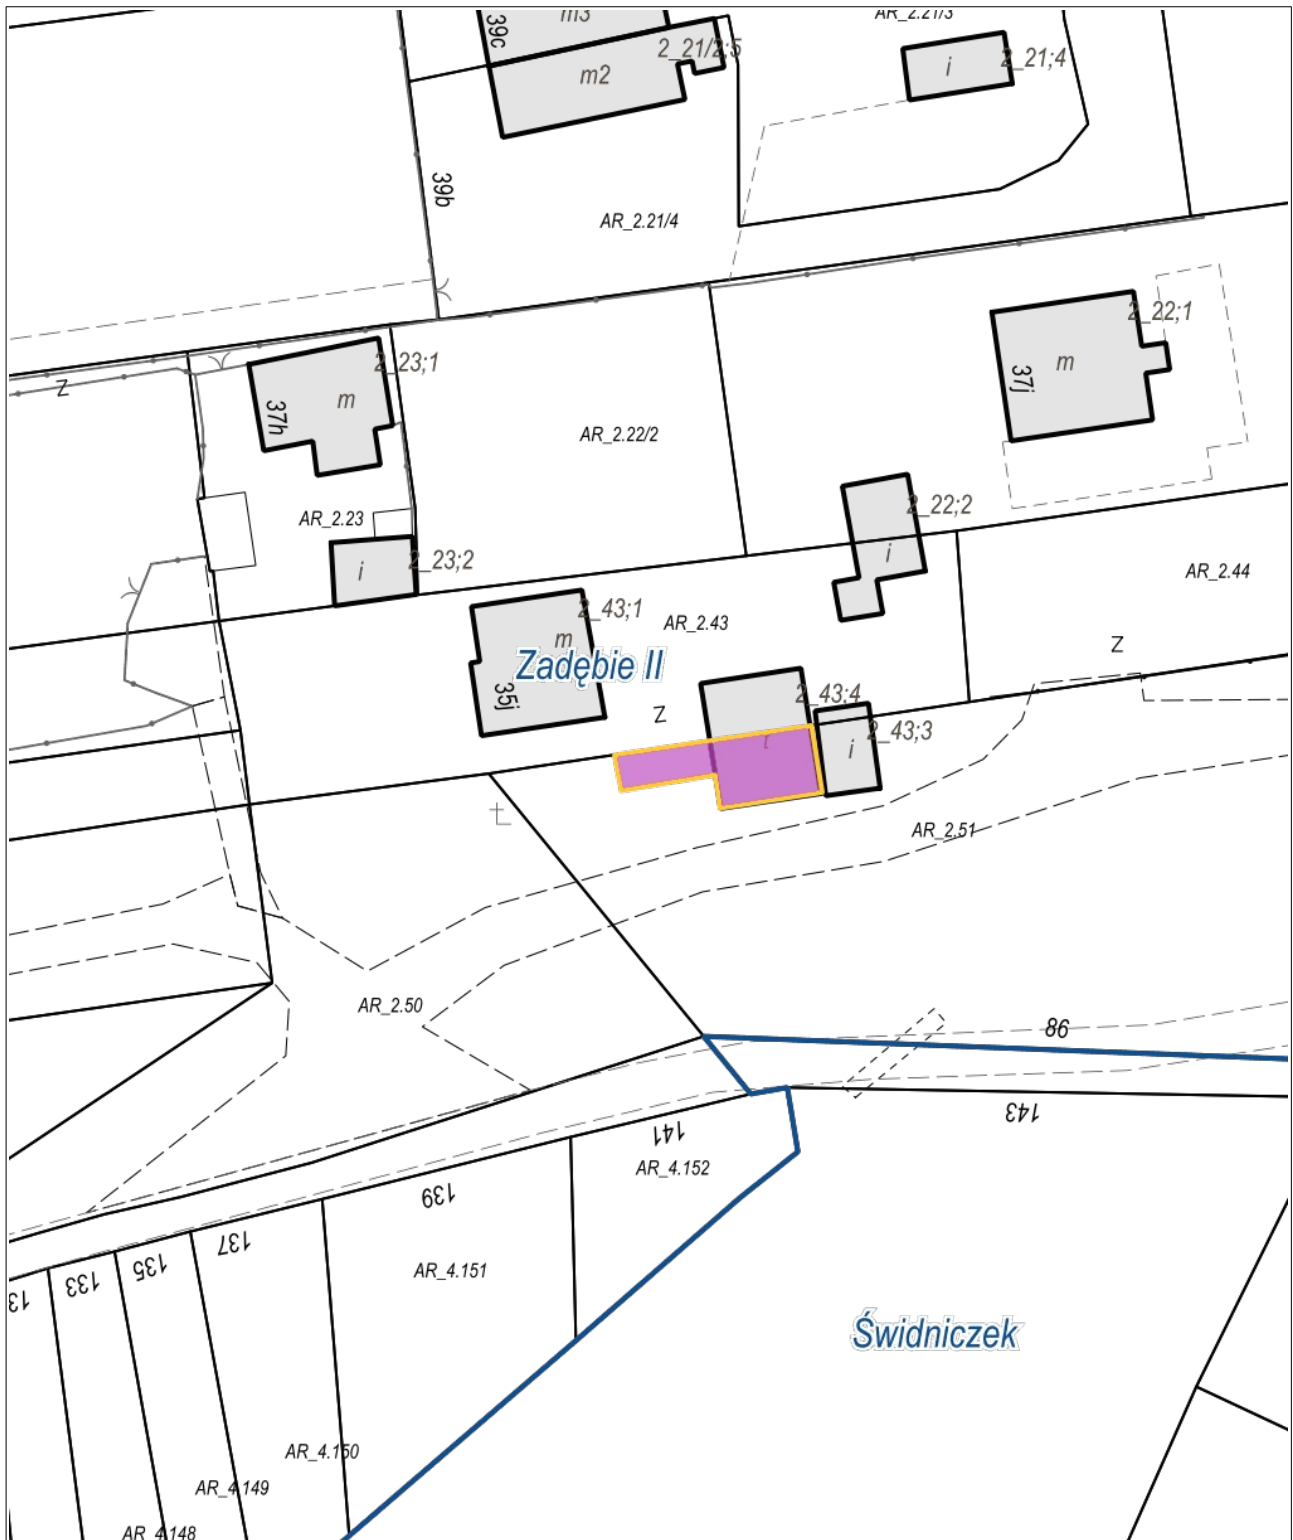 m3
39c
AR_2.21/3
2_21/2;5
m2
i
2_21;4
39b
AR_2.21/4
2_22;1
37j
m
2_23;1
37h
m
Z
AR_2.22/2
2_22;2
i
AR_2.23
2_23;2
i
AR_2.44
2_43;1
m
AR_2.43
Zadębie II
35j
Z
Z
2_43;4
t
2_43;3
i
AR_2.51
AR_2.50
98
143
141
AR_4.152
139
AR_4.151
137
135
133
13
Świdniczek
AR_4.150
AR_4.149
AR_4.148